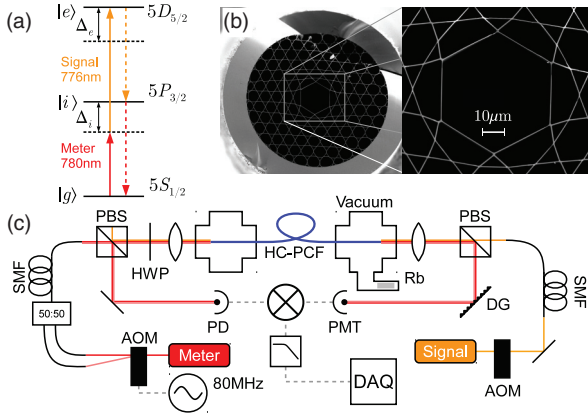 (a)
|e⟩
5D5/2
Δe
Signal
776nm
|i⟩
5P3/2
Δi
Meter
780nm
|g⟩
5S1/2
(b)
10μm
(c)
PBS
Vacuum
PBS
SMF
HWP
HC-PCF
Rb
SMF
50:50
PD
PMT
DG
AOM
Meter
Signal
80MHz
DAQ
AOM